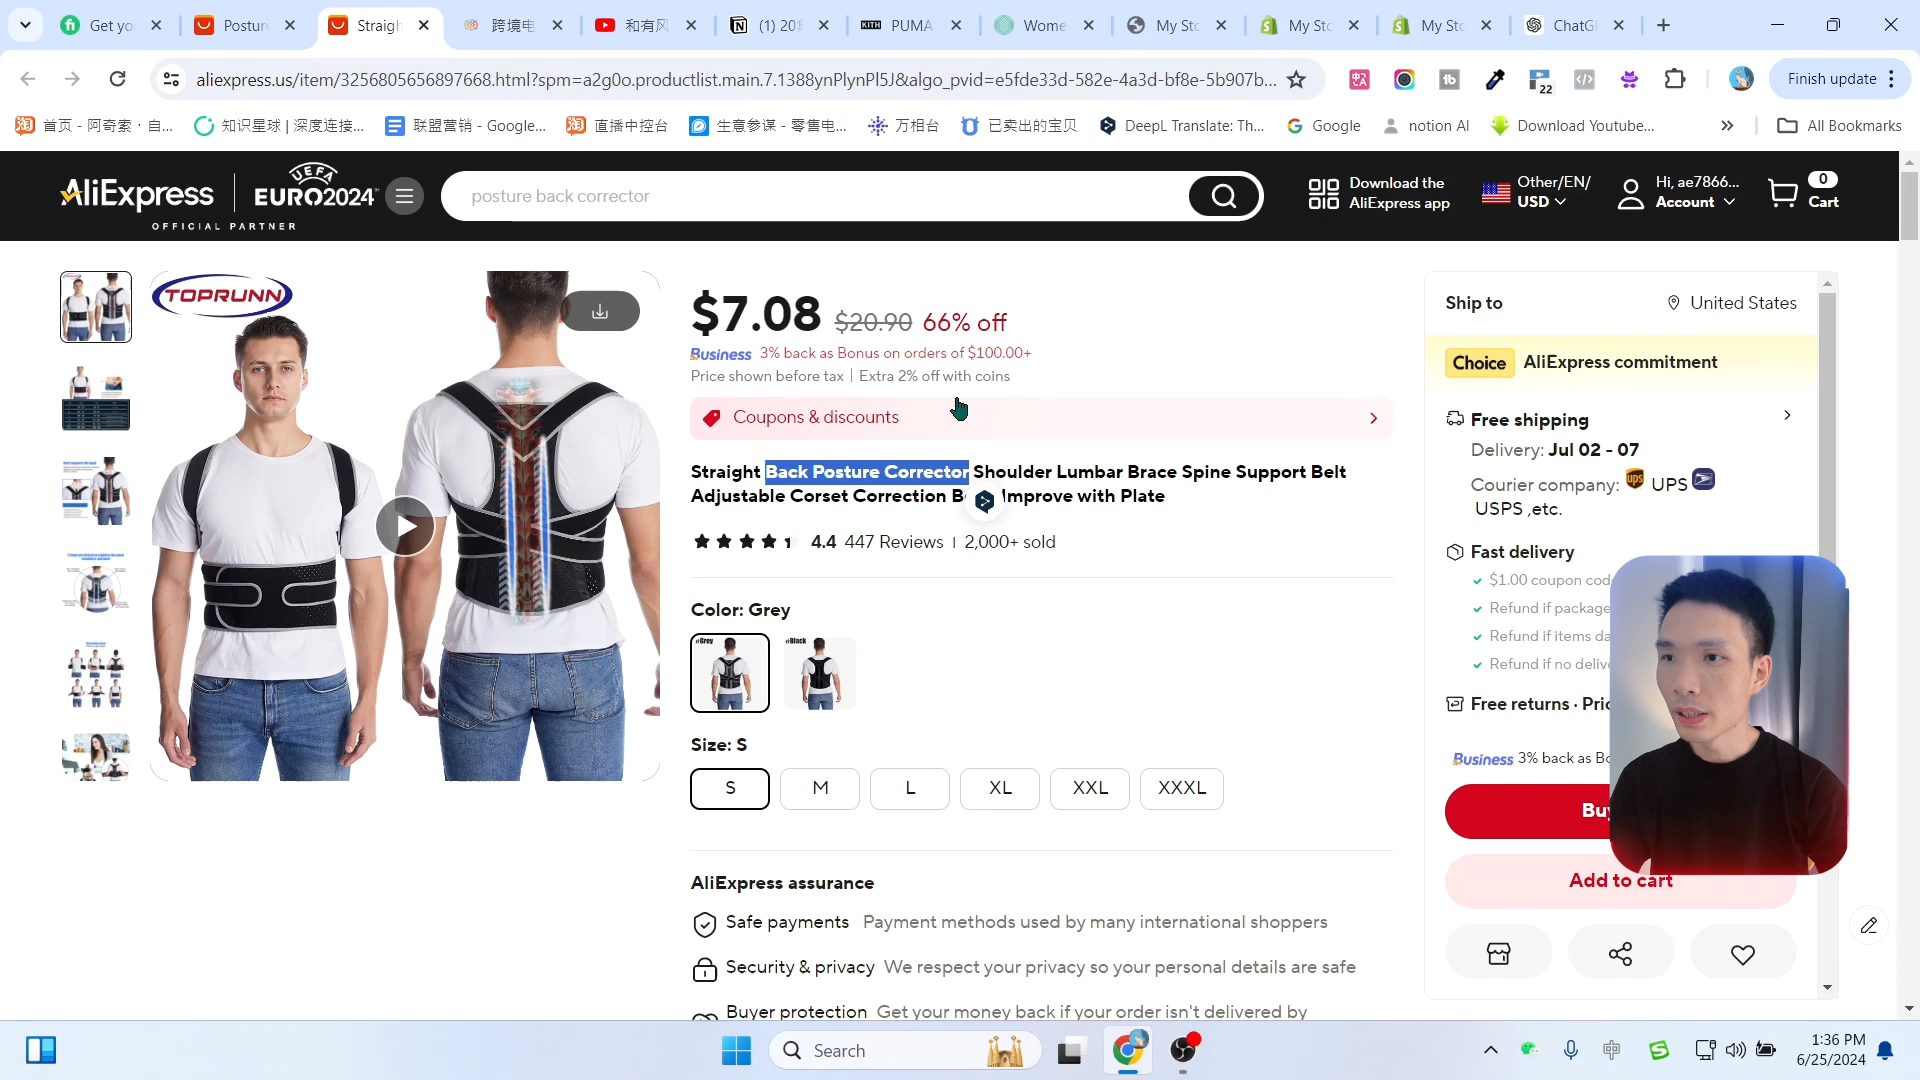 Get yo
Posture
Straigh
跨境电
和有风
(1) 20
KITH PUMA
Wome
My Sto
My Sto
My Sto
ChatG
aliexpress.us/item/3256805656897668.html?spm=a2g0o.productlist.main.7.1388ynPlynPl5J&algo_pvid=e5fde33d-582e-4a3d-bf8e-5b907b...
22
Finish update
首页 - 阿奇索 · 自...
知识星球 | 深度连接...
联盟营销 - Google...
直播中控台
生意参谋 - 零售电...
万相台
已卖出的宝贝
DeepL Translate: Th...
Google
notion AI
Download Youtube...
All Bookmarks
AliExpress
UEFA
EURO2024
OFFICIAL PARTNER
posture back corrector
Download the
AliExpress app
Other/EN/
USD
Hi, ae7866...
Account
0
Cart
TOPRUNN
$7.08 $20.90 66% off
Business 3% back as Bonus on orders of $100.00+
Price shown before tax | Extra 2% off with coins
Coupons & discounts
Straight Back Posture Corrector Shoulder Lumbar Brace Spine Support Belt
Adjustable Corset Correction B Improve with Plate
4.4 447 Reviews | 2,000+ sold
Color: Grey
#Grey
#Black
Size: S
S
M
L
XL
XXL
XXXL
AliExpress assurance
Safe payments Payment methods used by many international shoppers
Security & privacy We respect your privacy so your personal details are safe
Buyer protection Get your money back if your order isn't delivered by
Ship to
United States
Choice AliExpress commitment
Free shipping
Delivery: Jul 02 - 07
Courier company: UPS
USPS ,etc.
Fast delivery
$1.00 coupon cod
Refund if package
Refund if items da
Refund if no delive
Free returns · Pric
Business 3% back as Bo
Buy
Add to cart
Search
中
1:36 PM
6/25/2024